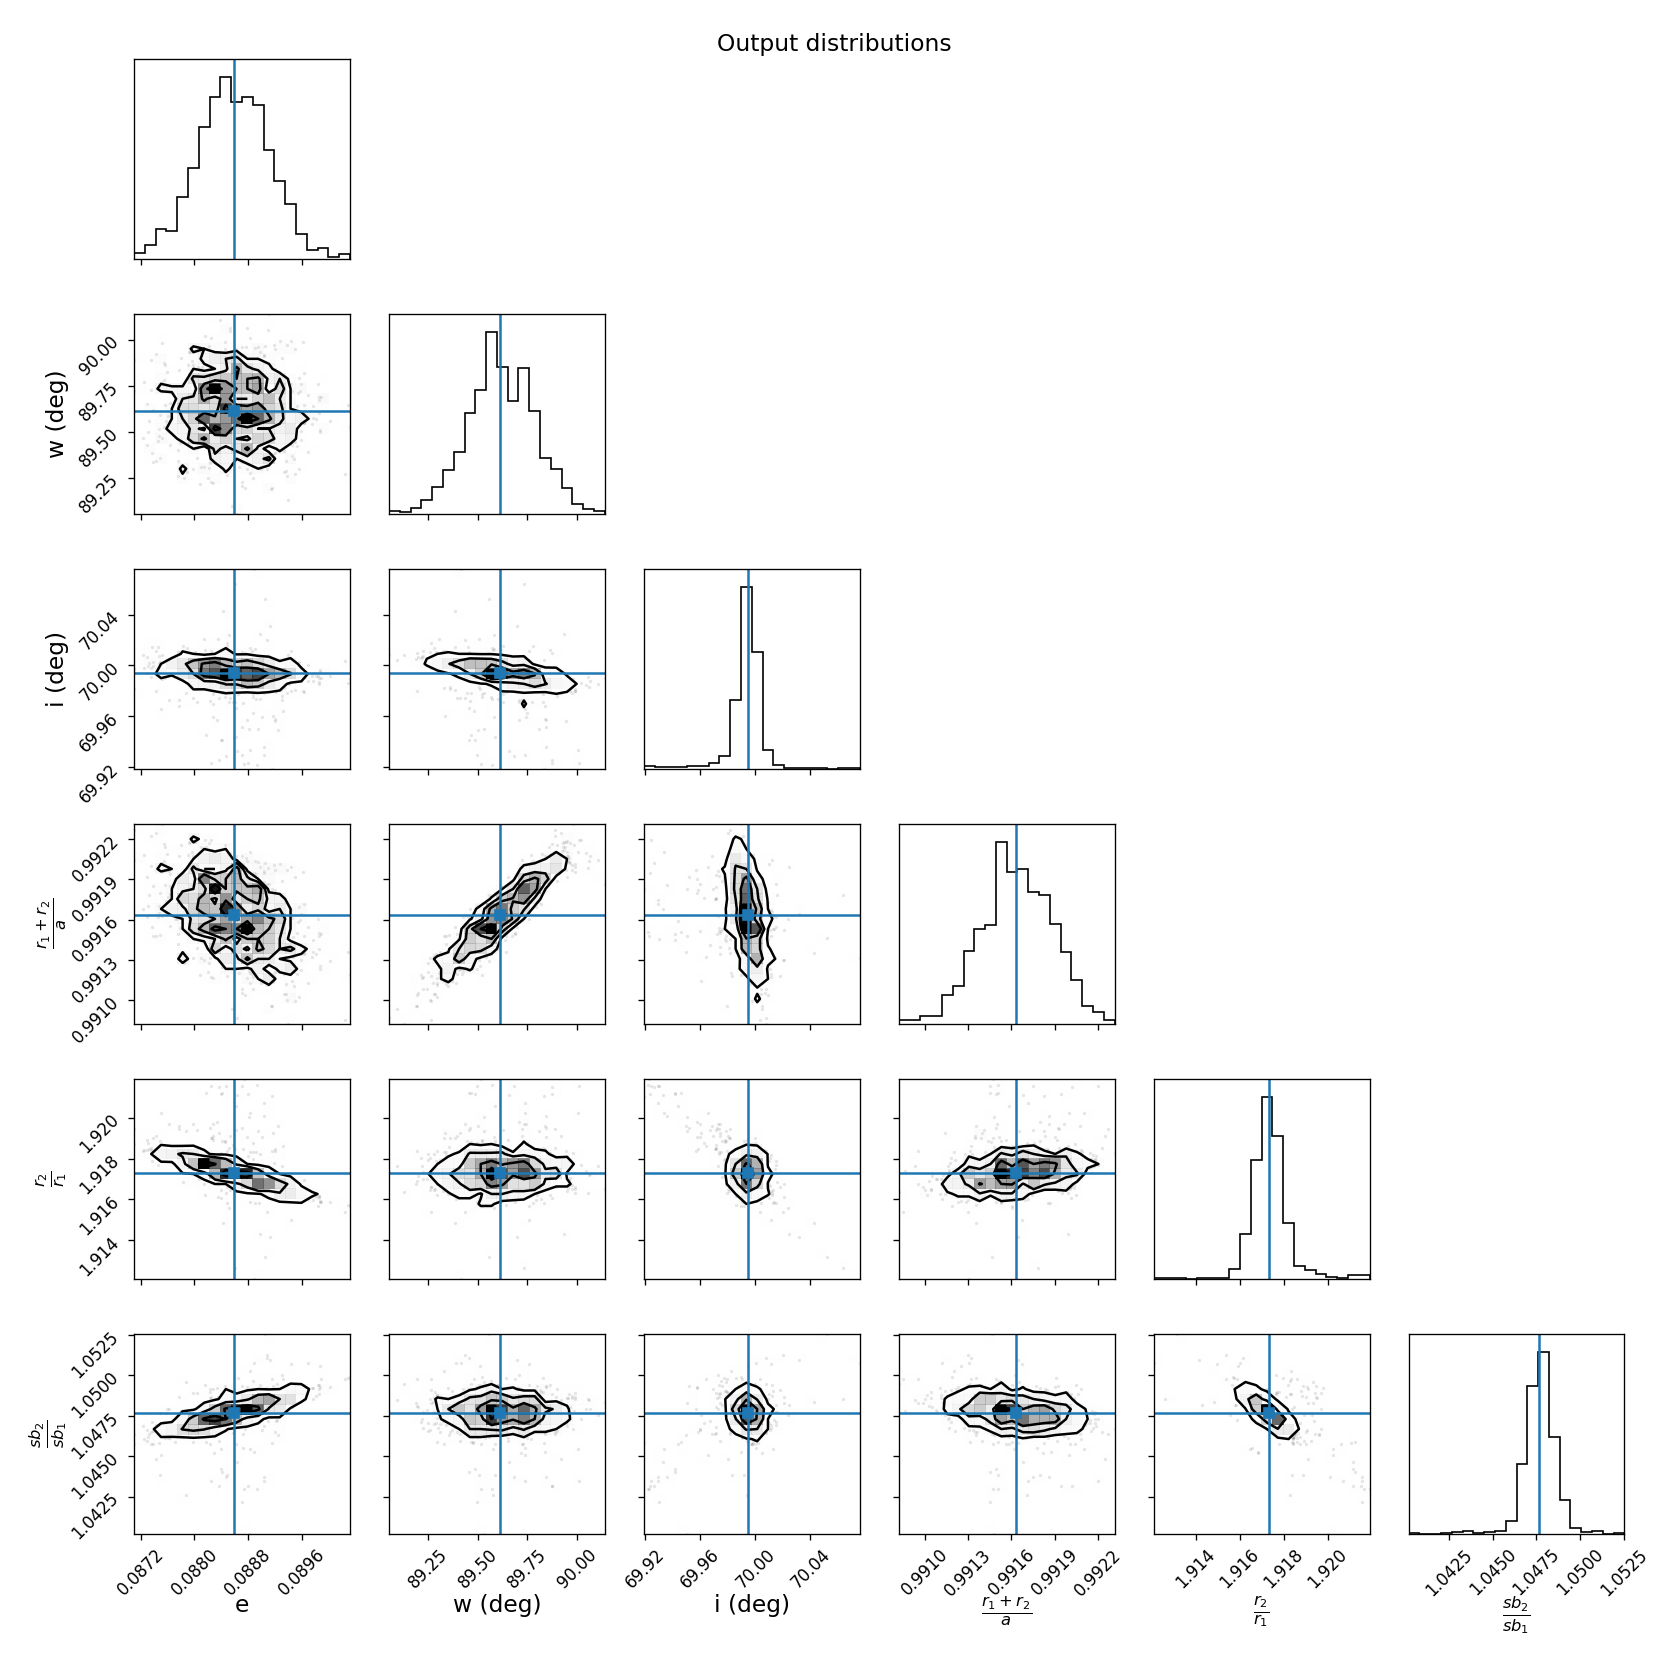 Output distributions
w (deg)
90.00
89.75
89.50
89.25
i (deg)
70.04
70.00
69.96
69.92
r₁ + r₂ / a
0.9922
0.9919
0.9916
0.9913
0.9910
r₂ / r₁
1.920
1.918
1.916
1.914
sb₂ / sb₁
1.0525
1.0500
1.0475
1.0450
1.0425
0.0872 0.0880 0.0888 0.0896 89.25 89.50 89.75 90.00 69.92 69.96 70.00 70.04 0.9910 0.9913 0.9916 0.9919 0.9922 1.914 1.916 1.918 1.920 1.0425 1.0450 1.0475 1.0500 1.0525
e w (deg) i (deg) r₁ + r₂ / a r₂ / r₁ sb₂ / sb₁